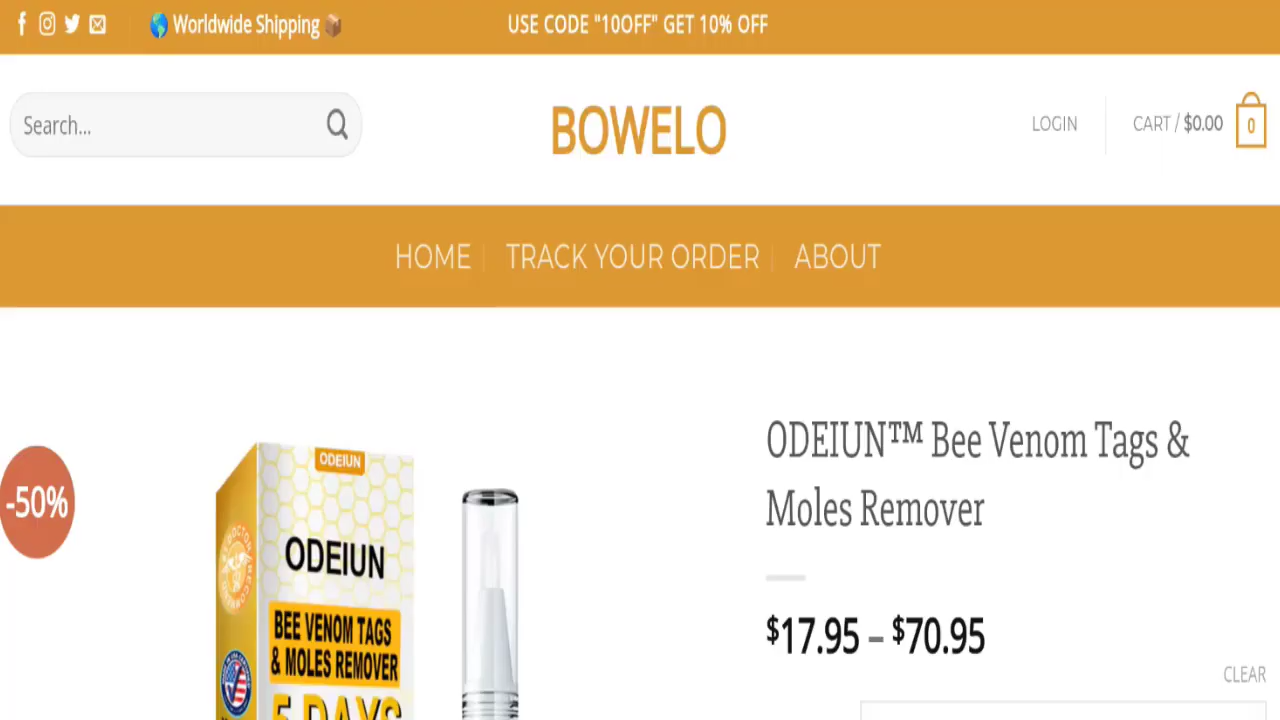 🌎 Worldwide Shipping 📦
USE CODE "10OFF" GET 10% OFF
Search...
BOWELO
LOGIN
CART / $0.00
0
HOME
TRACK YOUR ORDER
ABOUT
-50%
ODEIUN
ODEIUN
BEE VENOM TAGS
& MOLES REMOVER
5 DAYS
ODEIUN™ Bee Venom Tags &
Moles Remover
$17.95 – $70.95
CLEAR